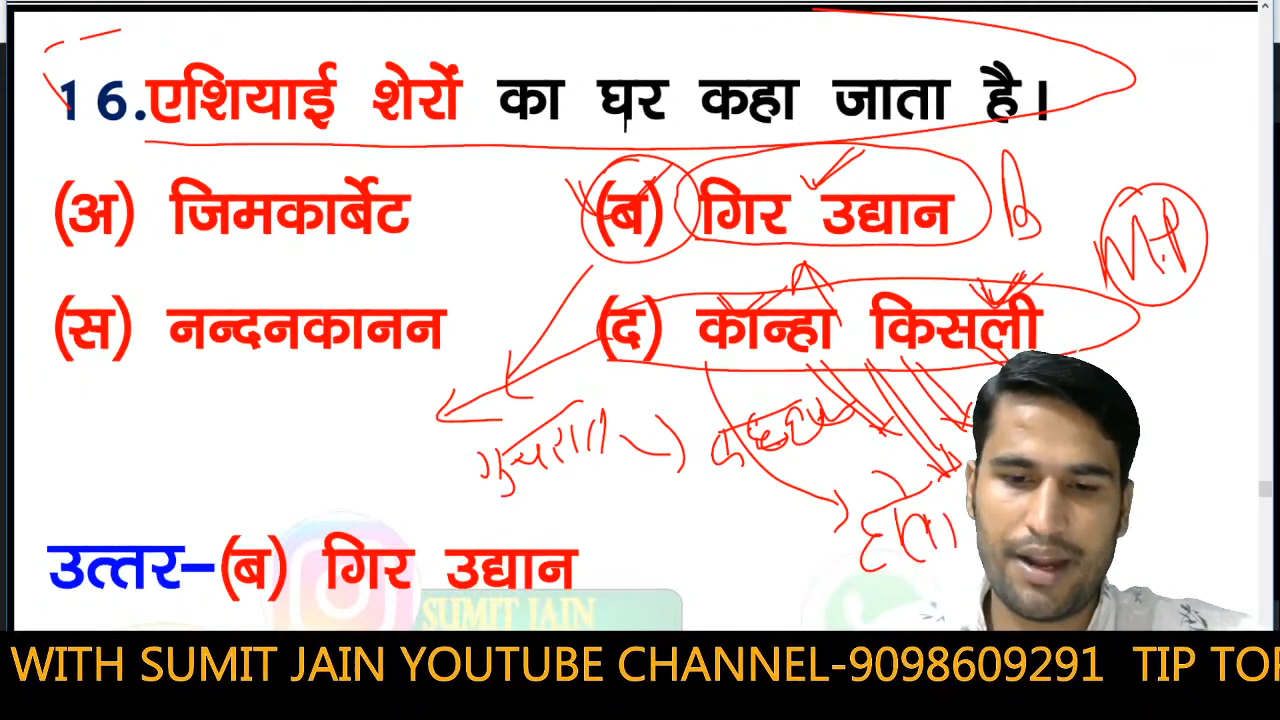 16.एशियाई शेरों का घर कहा जाता है।
(अ) जिमकार्बेट (ब) गिर उद्यान B
M.P
(स) नन्दनकानन (द) कान्हा किसली
गुजरात
उत्तर–(ब) गिर उद्यान
SUMIT JAIN
WITH SUMIT JAIN YOUTUBE CHANNEL-9098609291 TIP TO